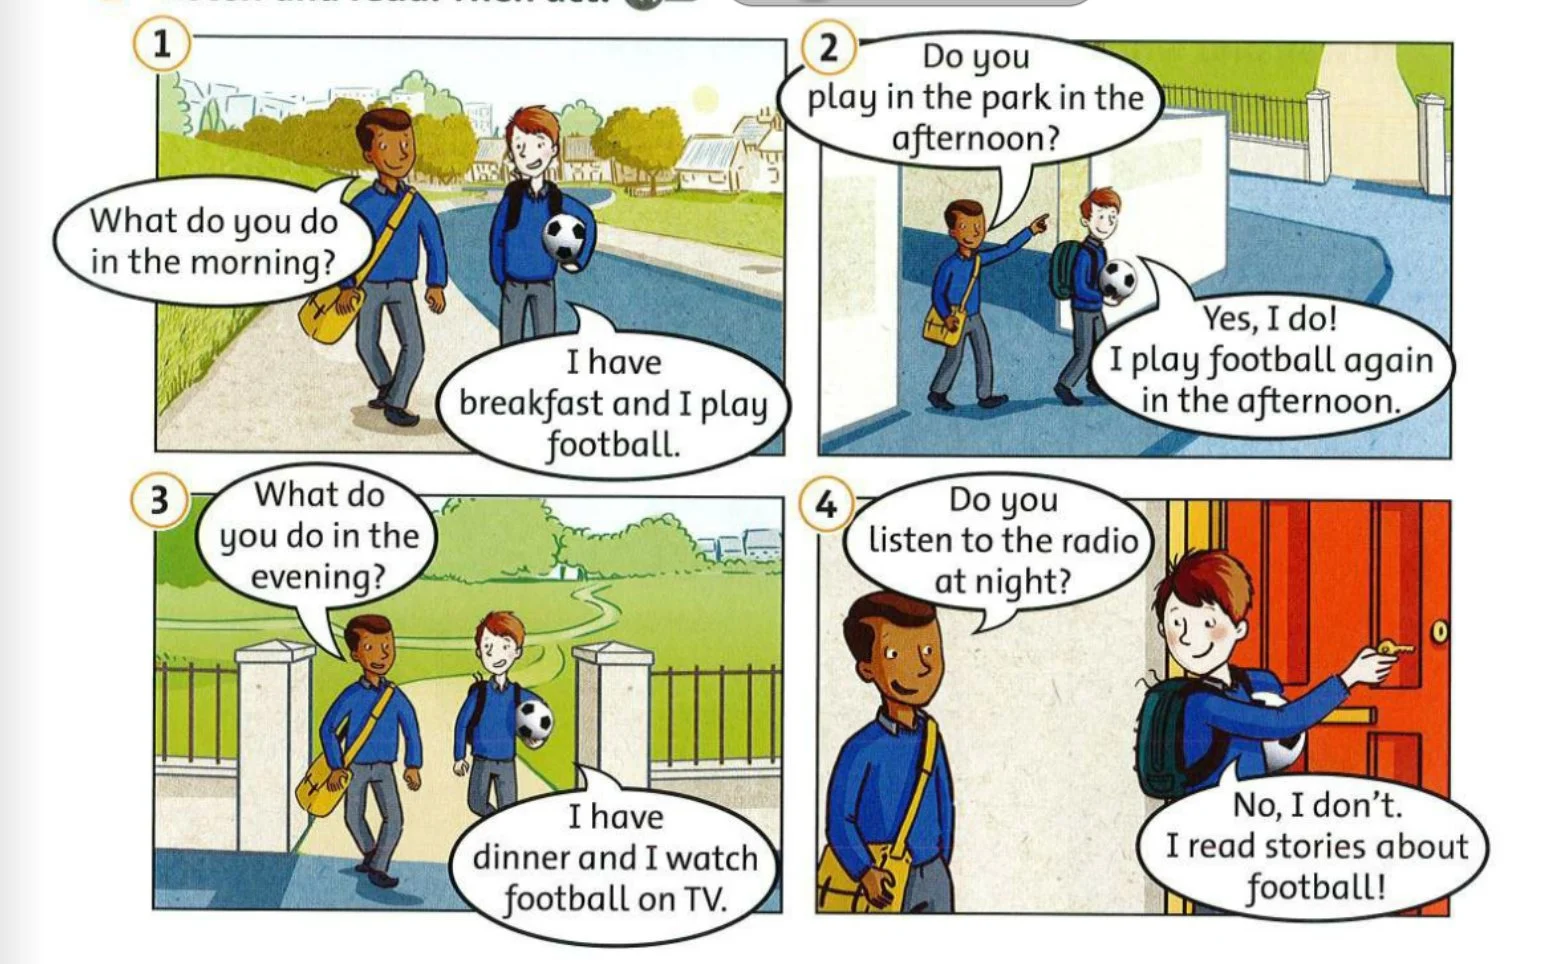 1
What do you do
in the morning?
I have
breakfast and I play
football.
2
Do you
play in the park in the
afternoon?
Yes, I do!
I play football again
in the afternoon.
3
What do
you do in the
evening?
I have
dinner and I watch
football on TV.
4
Do you
listen to the radio
at night?
No, I don't.
I read stories about
football!